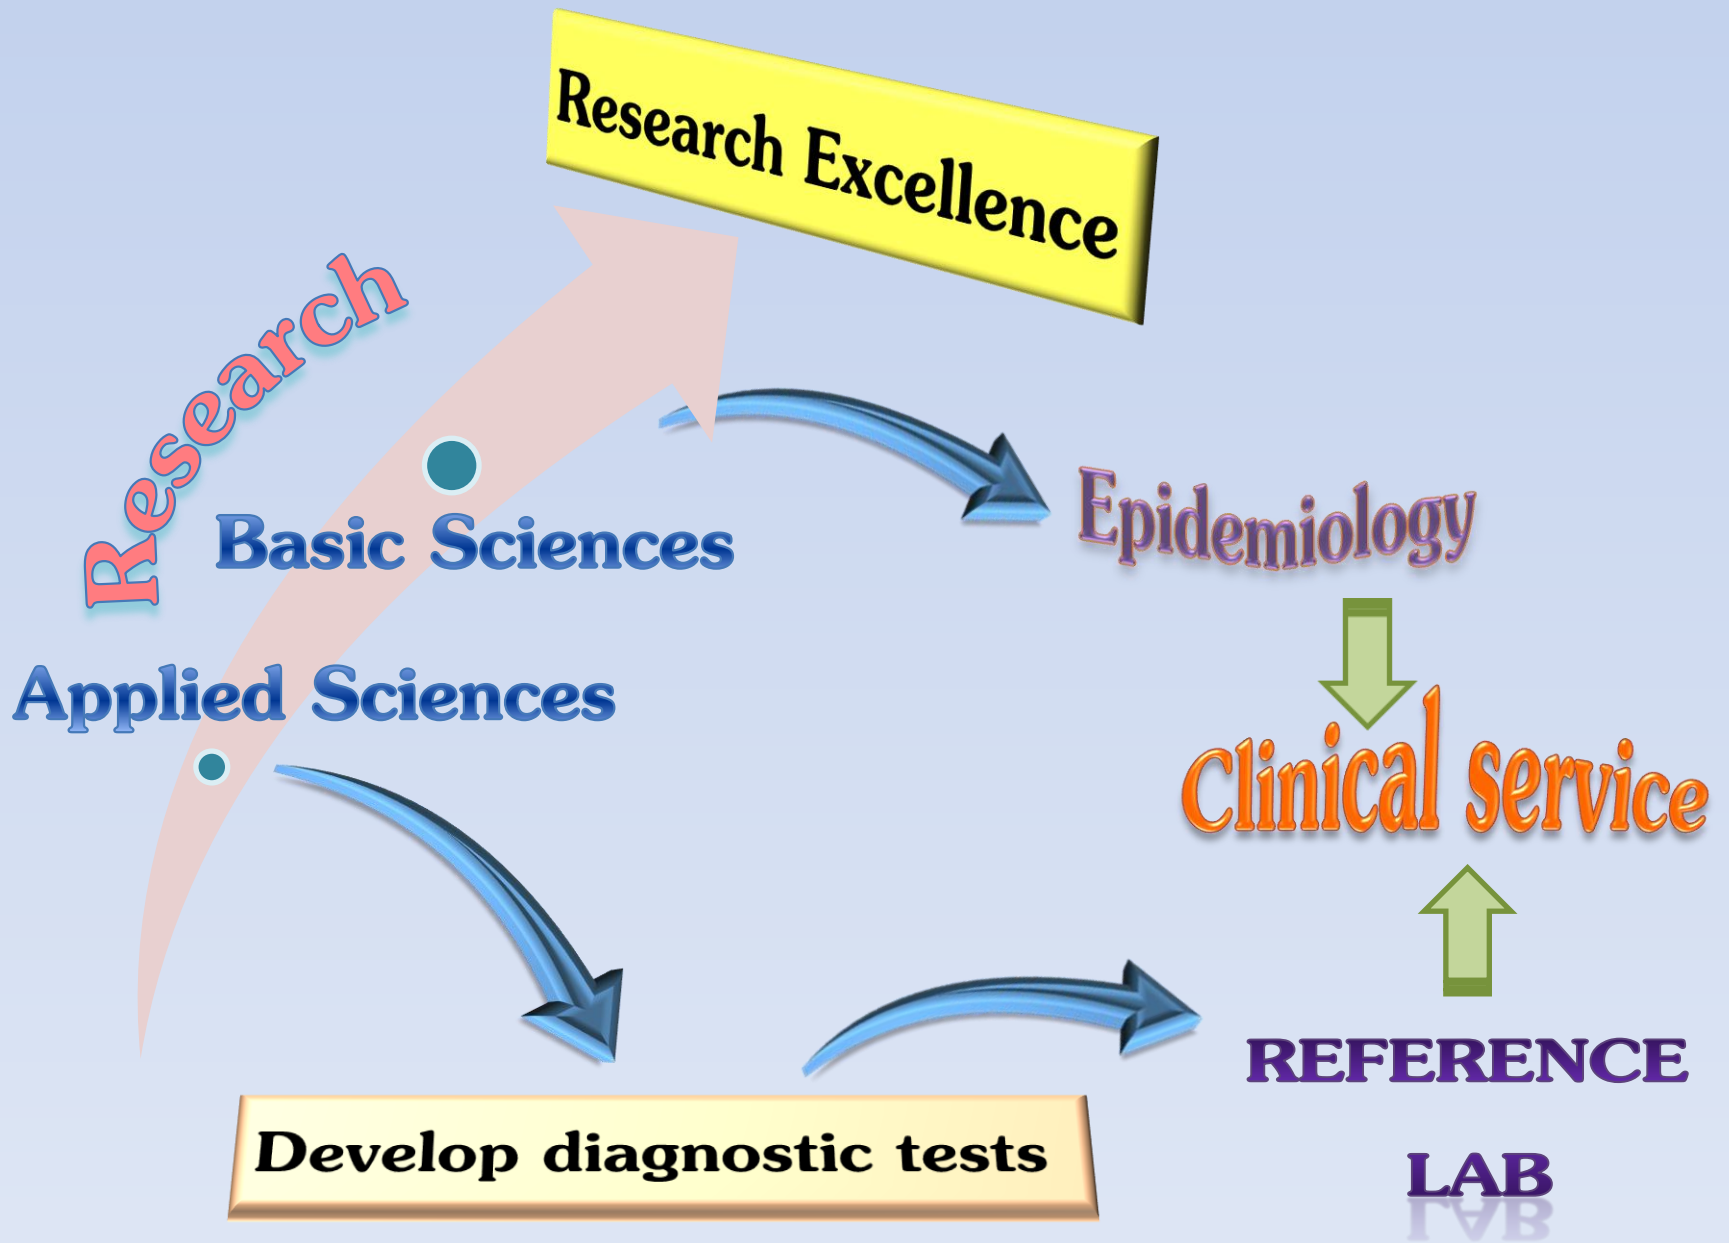 Research Excellence
Research
Basic Sciences
Epidemiology
Applied Sciences
Clinical service
REFERENCE
LAB
Develop diagnostic tests